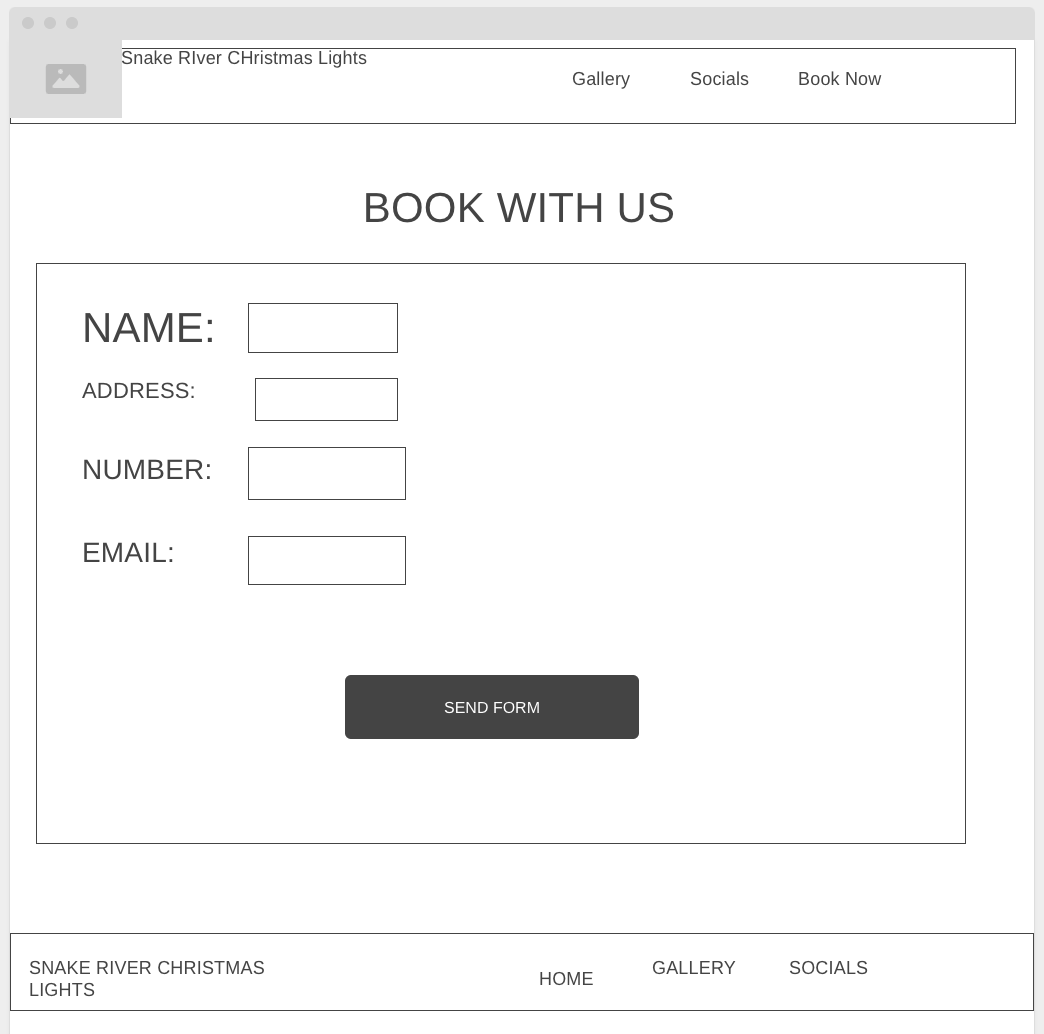 Snake RIver CHristmas Lights
Gallery Socials Book Now
BOOK WITH US
NAME:
ADDRESS:
NUMBER:
EMAIL:
SEND FORM
SNAKE RIVER CHRISTMAS
LIGHTS
HOME GALLERY SOCIALS